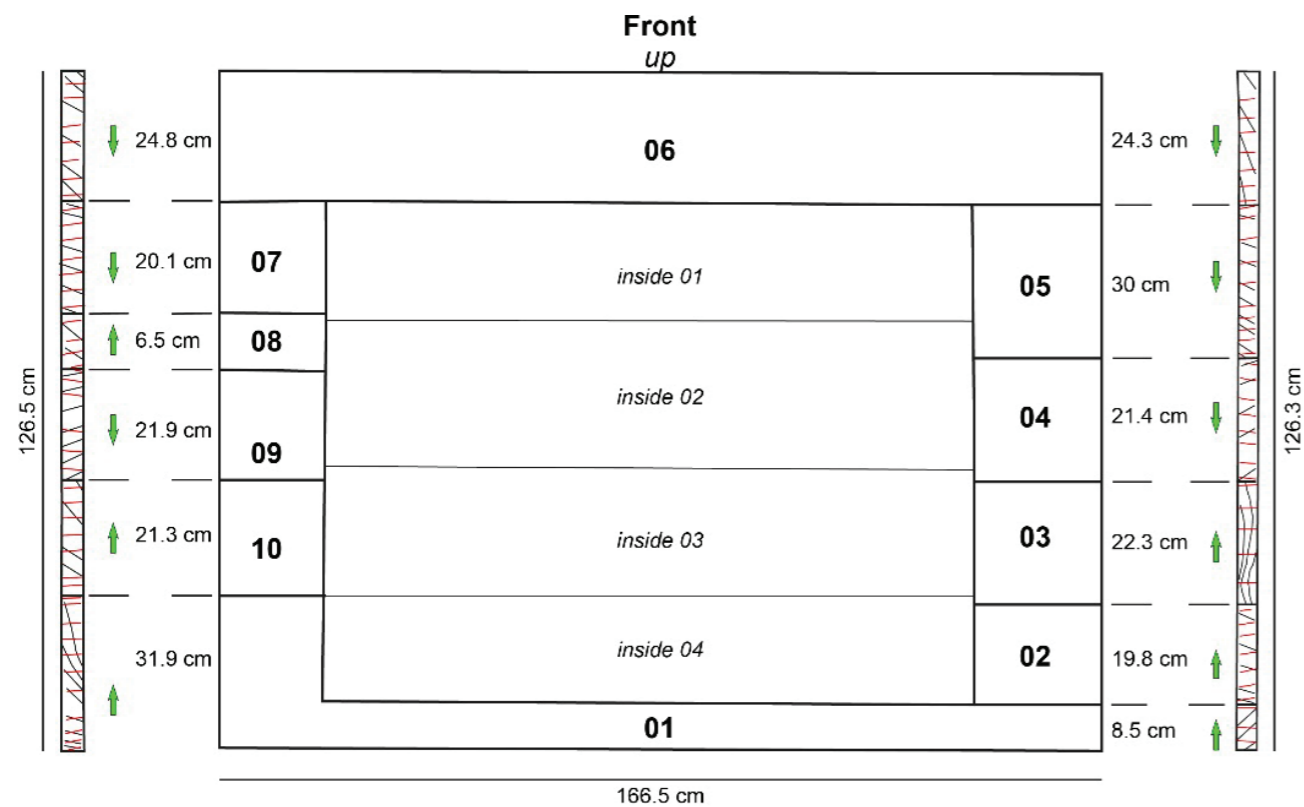 Front
up
24.8 cm
06
24.3 cm
07
20.1 cm
inside 01
05
30 cm
08
6.5 cm
inside 02
04
21.4 cm
126.5 cm
126.3 cm
09
21.9 cm
10
21.3 cm
inside 03
03
22.3 cm
31.9 cm
inside 04
02
19.8 cm
01
8.5 cm
166.5 cm